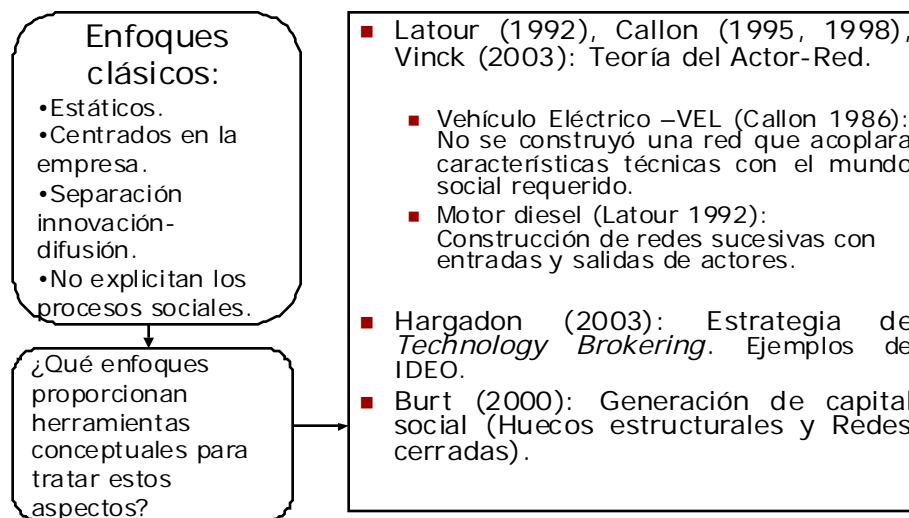 Enfoques
clásicos:
•Estáticos.
•Centrados en la
empresa.
•Separación
innovación-
difusión.
•No explicitan los
procesos sociales.
¿Qué enfoques
proporcionan
herramientas
conceptuales para
tratar estos
aspectos?
Latour (1992), Callon (1995, 1998),
Vinck (2003): Teoría del Actor-Red.
Vehículo Eléctrico –VEL (Callon 1986):
No se construyó una red que acoplara
características técnicas con el mundo
social requerido.
Motor diesel (Latour 1992):
Construcción de redes sucesivas con
entradas y salidas de actores.
Hargadon (2003): Estrategia de
Technology Brokering. Ejemplos de
IDEO.
Burt (2000): Generación de capital
social (Huecos estructurales y Redes
cerradas).